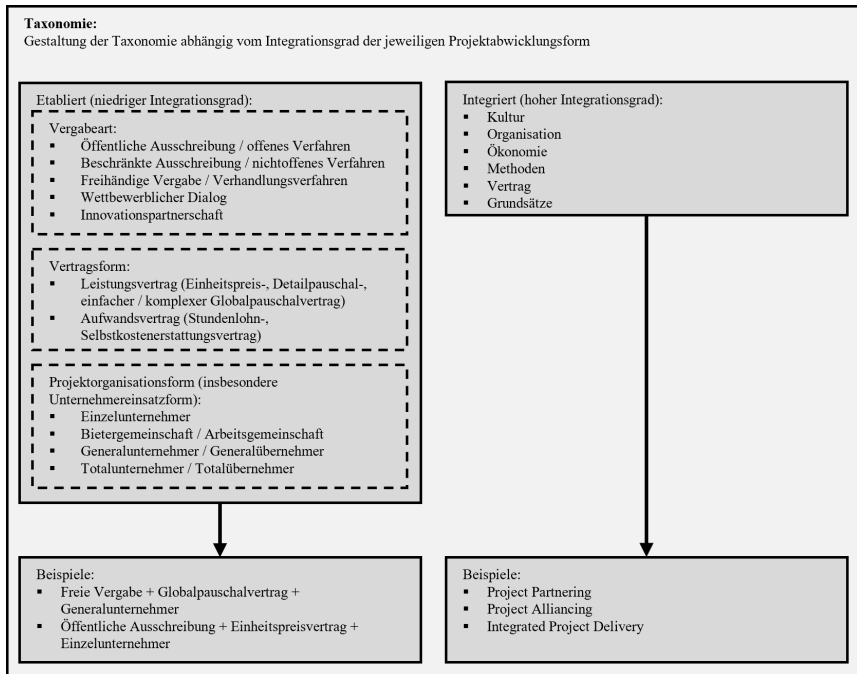 Taxonomie:
Gestaltung der Taxonomie abhängig vom Integrationsgrad der jeweiligen Projektabwicklungsform
Etabliert (niedriger Integrationsgrad):
Vergabeart:
▪ Öffentliche Ausschreibung / offenes Verfahren
▪ Beschränkte Ausschreibung / nichtoffenes Verfahren
▪ Freihändige Vergabe / Verhandlungsverfahren
▪ Wettbewerblicher Dialog
▪ Innovationspartnerschaft
Vertragsform:
▪ Leistungsvertrag (Einheitspreis-, Detailpauschal-,
einfacher / komplexer Globalpauschalvertrag)
▪ Aufwandsvertrag (Stundenlohn-,
Selbstkostenerstattungsvertrag)
Projektorganisationsform (insbesondere
Unternehmereinsatzform):
▪ Einzelunternehmer
▪ Bietergemeinschaft / Arbeitsgemeinschaft
▪ Generalunternehmer / Generalübernehmer
▪ Totalunternehmer / Totalübernehmer
Beispiele:
▪ Freie Vergabe + Globalpauschalvertrag +
Generalunternehmer
▪ Öffentliche Ausschreibung + Einheitspreisvertrag +
Einzelunternehmer
Integriert (hoher Integrationsgrad):
▪ Kultur
▪ Organisation
▪ Ökonomie
▪ Methoden
▪ Vertrag
▪ Grundsätze
Beispiele:
▪ Project Partnering
▪ Project Alliancing
▪ Integrated Project Delivery